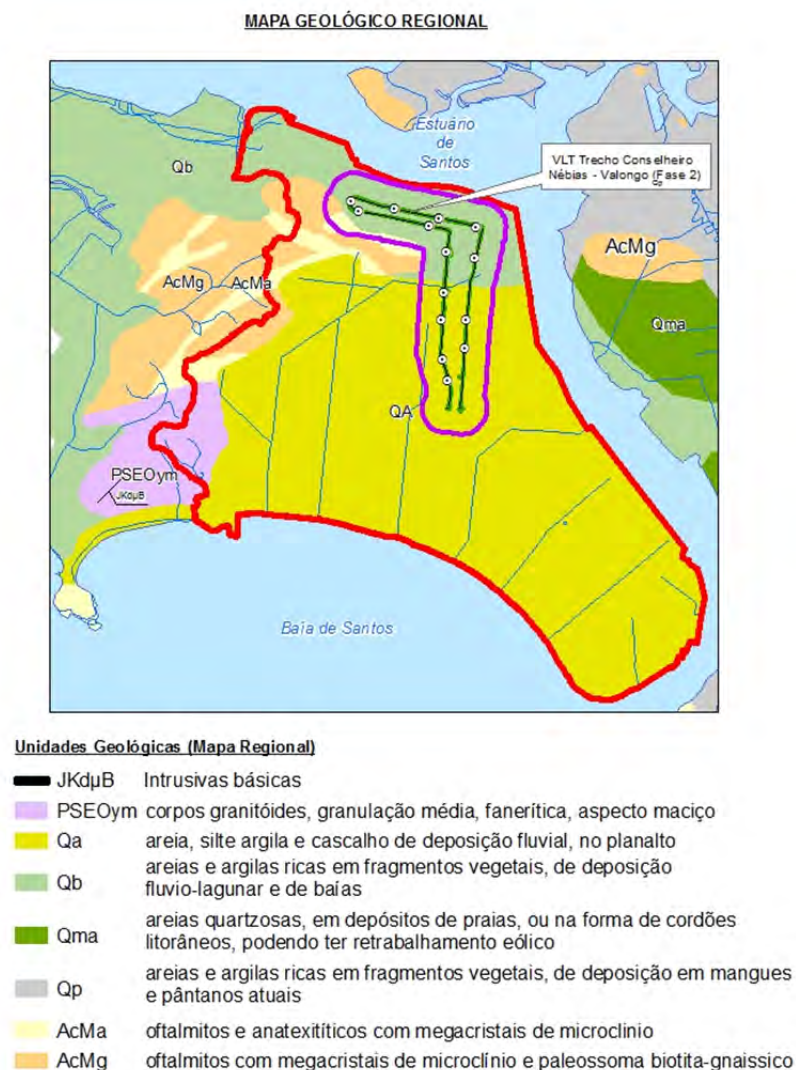 MAPA GEOLÓGICO REGIONAL
Estuário
de
Santos
VLT Trecho Conselheiro
Nébias - Valongo (Fase 2)
Qp
Qb
AcMg
AcMg
AcMa
Qma
QA
PSEOym
JKdµB
Baía de Santos
Unidades Geológicas (Mapa Regional)
JKdµB Intrusivas básicas
PSEOym corpos granitóides, granulação média, fanerítica, aspecto maciço
Qa areia, silte argila e cascalho de deposição fluvial, no planalto
Qb areias e argilas ricas em fragmentos vegetais, de deposição
fluvio-lagunar e de baías
Qma areias quartzosas, em depósitos de praias, ou na forma de cordões
litorâneos, podendo ter retrabalhamento eólico
Qp areias e argilas ricas em fragmentos vegetais, de deposição em mangues
e pântanos atuais
AcMa oftalmitos e anatexitíticos com megacristais de microclinio
AcMg oftalmitos com megacristais de microclínio e paleossoma biotita-gnaissico